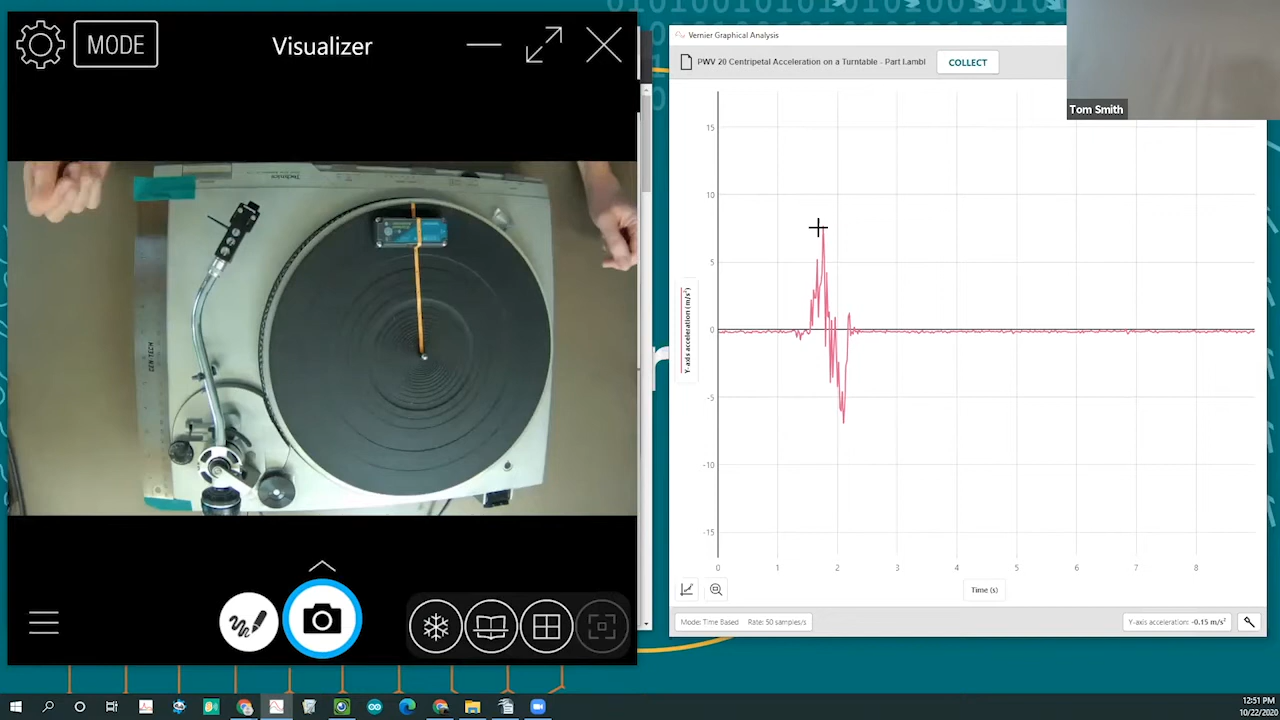 MODE
Visualizer
Technics
Vernier Graphical Analysis
PWV 20 Centripetal Acceleration on a Turntable - Part I.ambl
COLLECT
Tom Smith
15
10
5
0
-5
-10
-15
Y-axis acceleration (m/s²)
0
1
2
3
4
5
6
7
8
Time (s)
Mode: Time Based Rate: 50 samples/s
Y-axis acceleration: -0.15 m/s²
12:51 PM
10/22/2020